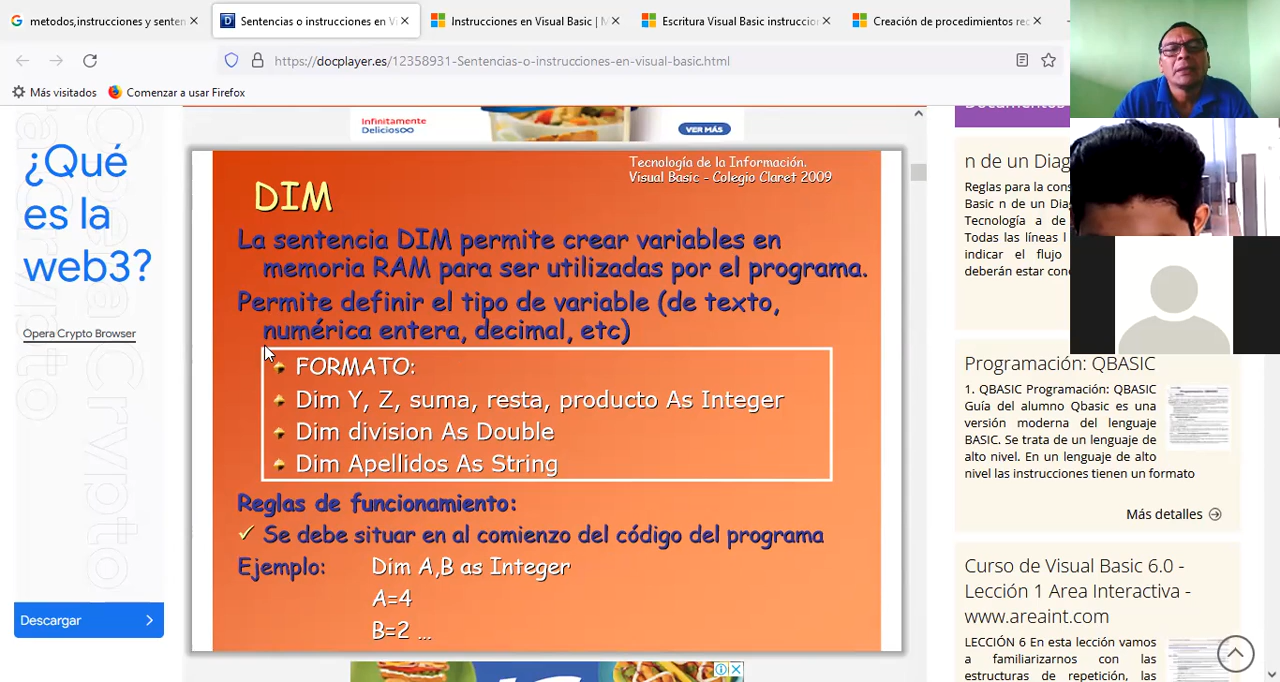 metodos,instrucciones y senten
Sentencias o instrucciones en V
Instrucciones en Visual Basic | M
Escritura Visual Basic instruccio
Creación de procedimientos rec
https://docplayer.es/12358931-Sentencias-o-instrucciones-en-visual-basic.html
Más visitados
Comenzar a usar Firefox
¿Qué
es la
web3?
Opera Crypto Browser
Descargar
Infinitamente
Delicios∞
VER MÁS
Tecnología de la Información.
Visual Basic - Colegio Claret 2009
DIM
La sentencia DIM permite crear variables en
memoria RAM para ser utilizadas por el programa.
Permite definir el tipo de variable (de texto,
numérica entera, decimal, etc)
FORMATO:
Dim Y, Z, suma, resta, producto As Integer
Dim division As Double
Dim Apellidos As String
Reglas de funcionamiento:
Se debe situar en al comienzo del código del programa
Ejemplo: Dim A,B as Integer
A=4
B=2 ...
Documentos
n de un Diag
Reglas para la cons
Basic n de un Diag
Tecnología a de
Todas las líneas l
indicar el flujo
deberán estar con
Programación: QBASIC
1. QBASIC Programación: QBASIC
Guía del alumno Qbasic es una
versión moderna del lenguaje
BASIC. Se trata de un lenguaje de
alto nivel. En un lenguaje de alto
nivel las instrucciones tienen un formato
Más detalles
Curso de Visual Basic 6.0 -
Lección 1 Area Interactiva -
www.areaint.com
LECCIÓN 6 En esta lección vamos
a familiarizarnos con las
estructuras de repetición, las